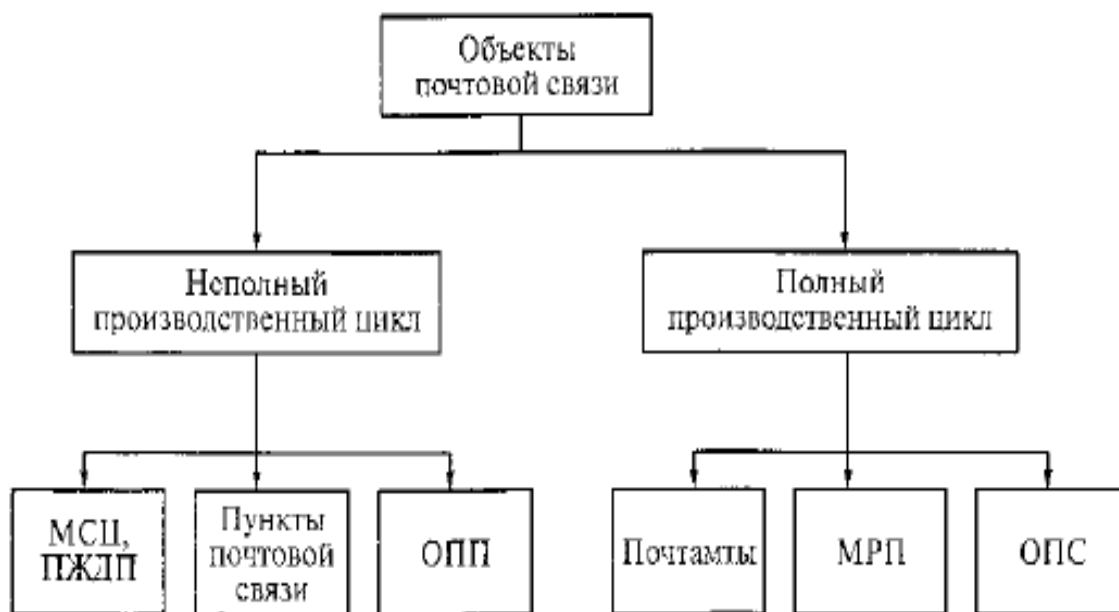 Объекты
почтовой связи
Неполный
производственный цикл
Полный
производственный цикл
МСЦ,
ПЖДП
Пункты
почтовой
связи
ОПП
Почтамты
МРП
ОПС